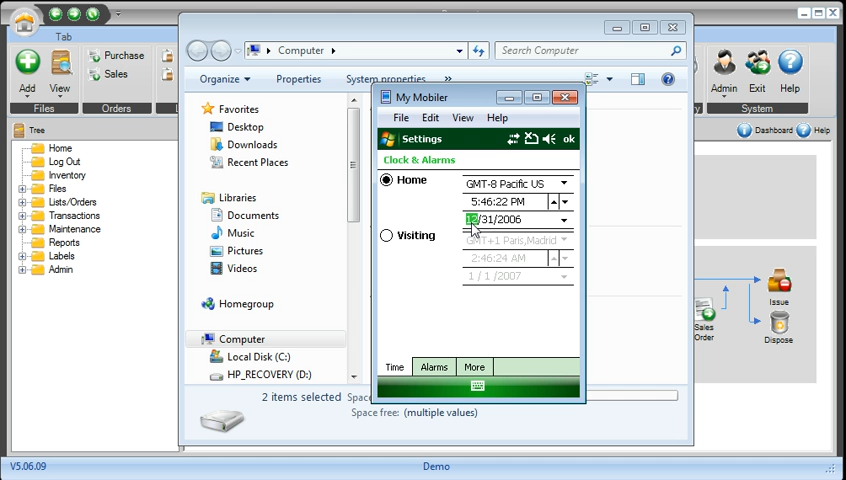 Tab
Purchase
Sales
Add
View
Files
Orders
Admin
Exit
Help
System
Tree
Dashboard
Help
Home
Log Out
Inventory
Files
Lists/Orders
Transactions
Maintenance
Reports
Labels
Admin
Computer
Search Computer
Organize
Properties
System properties
»
Favorites
Desktop
Downloads
Recent Places
Libraries
Documents
Music
Pictures
Videos
Homegroup
Computer
Local Disk (C:)
HP_RECOVERY (D:)
2 items selected
Space free: (multiple values)
My Mobiler
File Edit View Help
Settings
ok
Clock & Alarms
Home
GMT-8 Pacific US
5:46:22 PM
12/31/2006
Visiting
GMT+1 Paris,Madrid
2:46:24 AM
1 / 1 /2007
Time
Alarms
More
Sales
Order
Issue
Dispose
V5.06.09
Demo